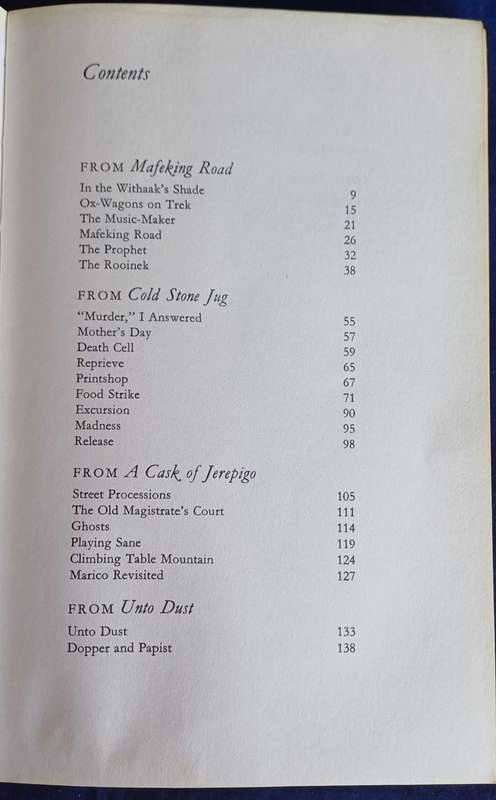 Contents
FROM Mafeking Road
In the Withaak's Shade 9
Ox-Wagons on Trek 15
The Music-Maker 21
Mafeking Road 26
The Prophet 32
The Rooinek 38
FROM Cold Stone Jug
"Murder," I Answered 55
Mother's Day 57
Death Cell 59
Reprieve 65
Printshop 67
Food Strike 71
Excursion 90
Madness 95
Release 98
FROM A Cask of Jerepigo
Street Processions 105
The Old Magistrate's Court 111
Ghosts 114
Playing Sane 119
Climbing Table Mountain 124
Marico Revisited 127
FROM Unto Dust
Unto Dust 133
Dopper and Papist 138